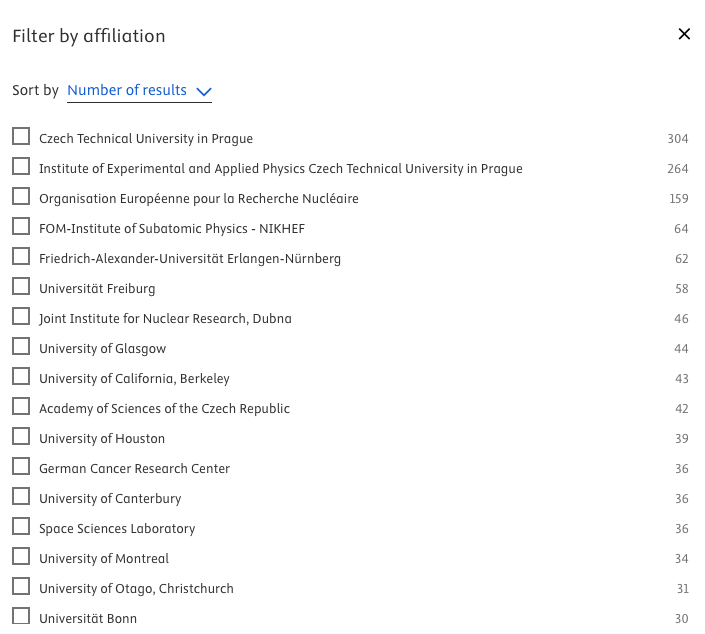 Filter by affiliation
Sort by Number of results
Czech Technical University in Prague 304
Institute of Experimental and Applied Physics Czech Technical University in Prague 264
Organisation Européenne pour la Recherche Nucléaire 159
FOM-Institute of Subatomic Physics - NIKHEF 64
Friedrich-Alexander-Universität Erlangen-Nürnberg 62
Universität Freiburg 58
Joint Institute for Nuclear Research, Dubna 46
University of Glasgow 44
University of California, Berkeley 43
Academy of Sciences of the Czech Republic 42
University of Houston 39
German Cancer Research Center 36
University of Canterbury 36
Space Sciences Laboratory 36
University of Montreal 34
University of Otago, Christchurch 31
Universität Bonn 30